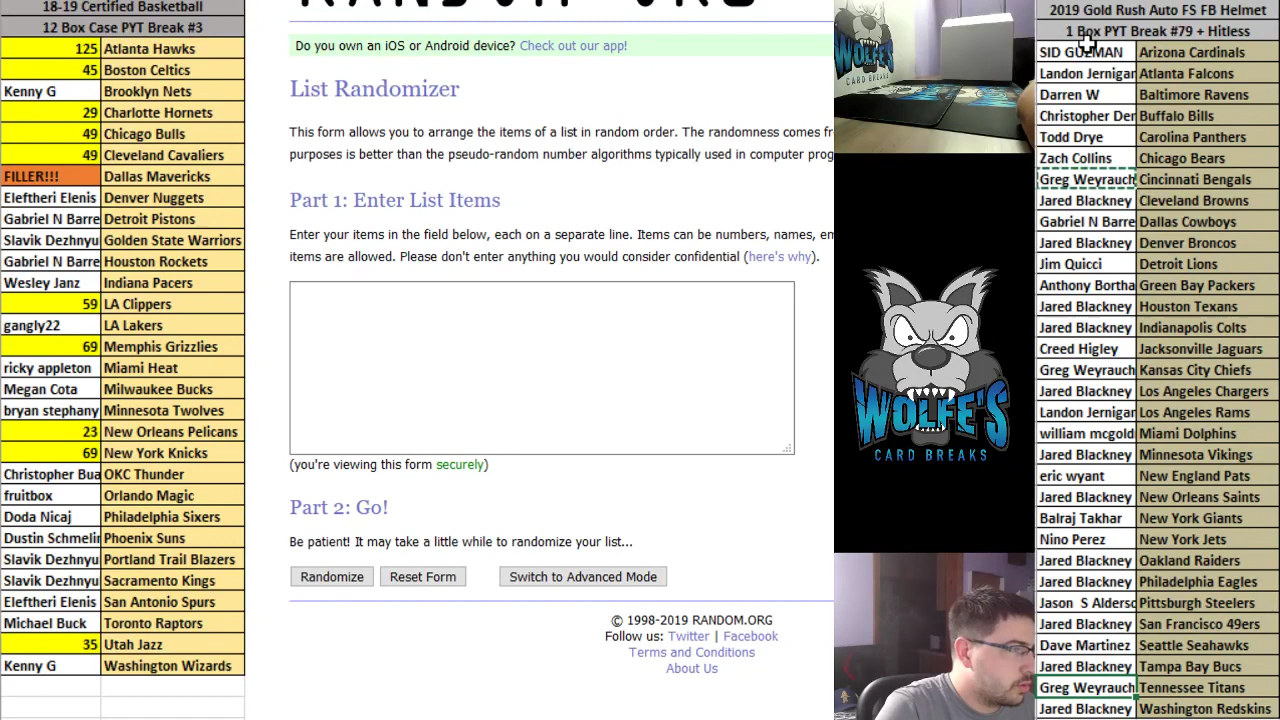 18-19 Certified Basketball
12 Box Case PYT Break #3
125 Atlanta Hawks
45 Boston Celtics
Kenny G Brooklyn Nets
29 Charlotte Hornets
49 Chicago Bulls
49 Cleveland Cavaliers
FILLER!!! Dallas Mavericks
Eleftheri Elenis Denver Nuggets
Gabriel N Barre Detroit Pistons
Slavik Dezhnyu Golden State Warriors
Gabriel N Barre Houston Rockets
Wesley Janz Indiana Pacers
59 LA Clippers
gangly22 LA Lakers
69 Memphis Grizzlies
ricky appleton Miami Heat
Megan Cota Milwaukee Bucks
bryan stephany Minnesota Twolves
23 New Orleans Pelicans
69 New York Knicks
Christopher Bua OKC Thunder
fruitbox Orlando Magic
Doda Nicaj Philadelphia Sixers
Dustin Schmelin Phoenix Suns
Slavik Dezhnyu Portland Trail Blazers
Slavik Dezhnyu Sacramento Kings
Eleftheri Elenis San Antonio Spurs
Michael Buck Toronto Raptors
35 Utah Jazz
Kenny G Washington Wizards
RANDOM.ORG
Do you own an iOS or Android device? Check out our app!
List Randomizer
This form allows you to arrange the items of a list in random order. The randomness comes fr
purposes is better than the pseudo-random number algorithms typically used in computer prog
Part 1: Enter List Items
Enter your items in the field below, each on a separate line. Items can be numbers, names, em
items are allowed. Please don't enter anything you would consider confidential (here's why).
(you're viewing this form securely)
Part 2: Go!
Be patient! It may take a little while to randomize your list...
Randomize Reset Form Switch to Advanced Mode
© 1998-2019 RANDOM.ORG
Follow us: Twitter | Facebook
Terms and Conditions
About Us
WOLFE'S
CARD BREAKS
WOLFE'S
CARD BREAKS
2019 Gold Rush Auto FS FB Helmet
1 Box PYT Break #79 + Hitless
SID GUZMAN Arizona Cardinals
Landon Jernigan Atlanta Falcons
Darren W Baltimore Ravens
Christopher Der Buffalo Bills
Todd Drye Carolina Panthers
Zach Collins Chicago Bears
Greg Weyrauch Cincinnati Bengals
Jared Blackney Cleveland Browns
Gabriel N Barre Dallas Cowboys
Jared Blackney Denver Broncos
Jim Quicci Detroit Lions
Anthony Bortha Green Bay Packers
Jared Blackney Houston Texans
Jared Blackney Indianapolis Colts
Creed Higley Jacksonville Jaguars
Greg Weyrauch Kansas City Chiefs
Jared Blackney Los Angeles Chargers
Landon Jernigan Los Angeles Rams
william mcgold Miami Dolphins
Jared Blackney Minnesota Vikings
eric wyant New England Pats
Jared Blackney New Orleans Saints
Balraj Takhar New York Giants
Nino Perez New York Jets
Jared Blackney Oakland Raiders
Jared Blackney Philadelphia Eagles
Jason S Alderso Pittsburgh Steelers
Jared Blackney San Francisco 49ers
Dave Martinez Seattle Seahawks
Jared Blackney Tampa Bay Bucs
Greg Weyrauch Tennessee Titans
Jared Blackney Washington Redskins